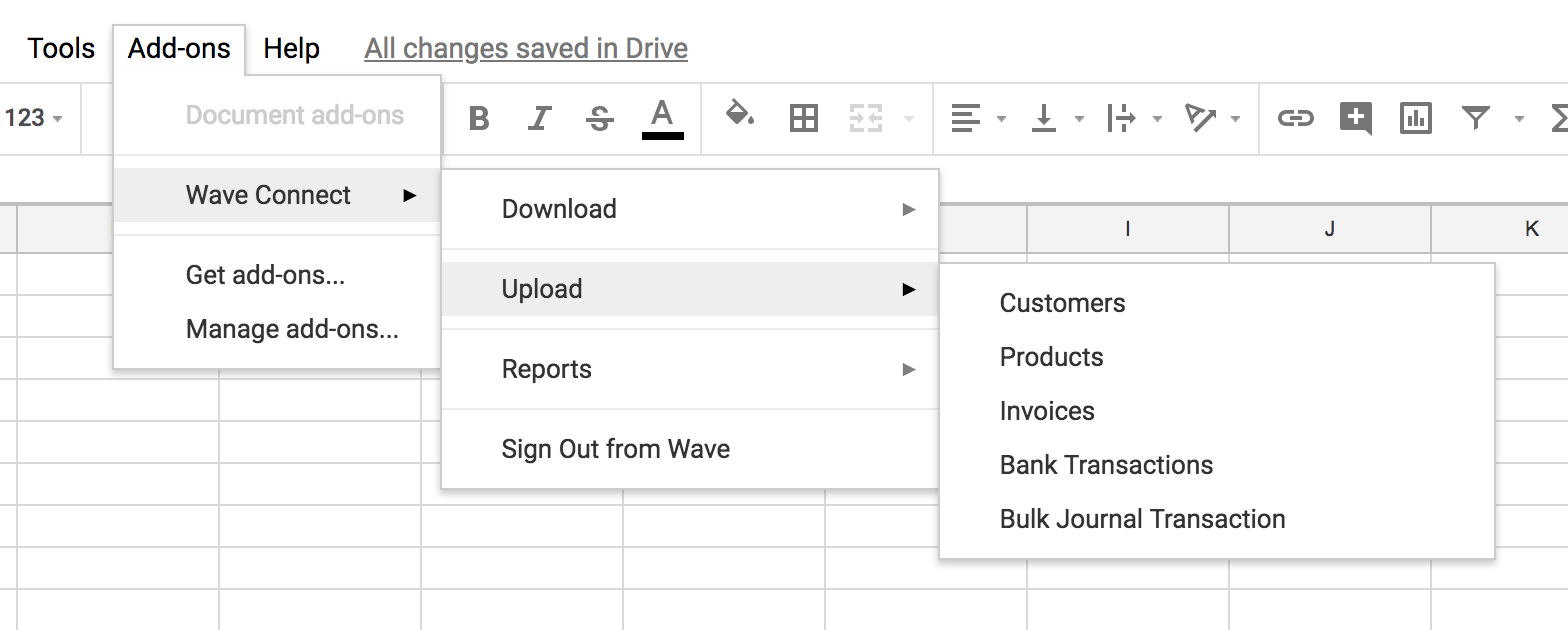 Tools Add-ons Help All changes saved in Drive
123 B I S A
Document add-ons
Wave Connect
Get add-ons...
Manage add-ons...
Download
Upload
Reports
Sign Out from Wave
I J K
Customers
Products
Invoices
Bank Transactions
Bulk Journal Transaction